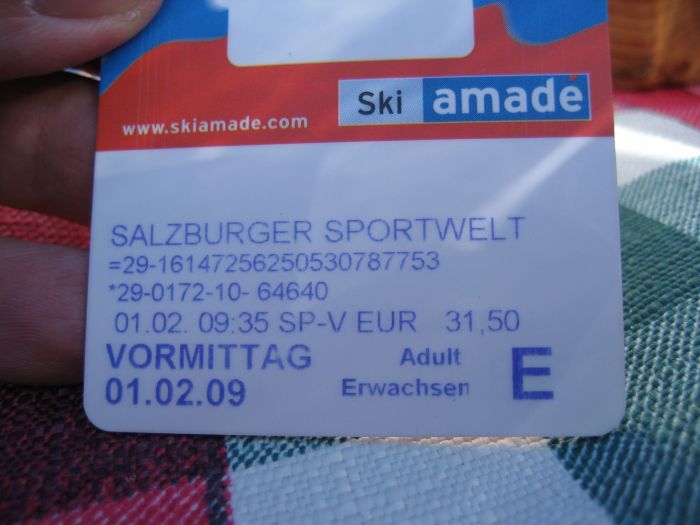 Ski amadé
www.skiamade.com
SALZBURGER SPORTWELT
=29-16147256250530787753
*29-0172-10- 64640
01.02. 09:35 SP-V EUR 31,50
VORMITTAG Adult E
01.02.09 Erwachsen